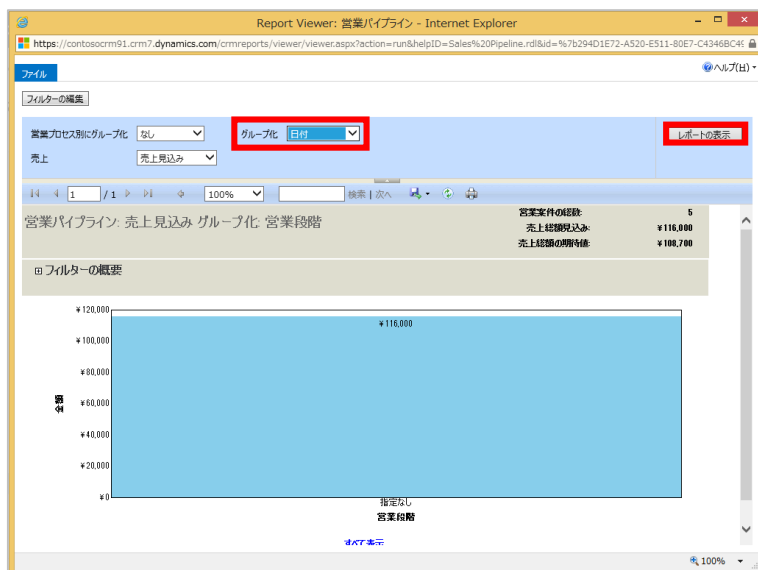 Report Viewer: 営業パイプライン - Internet Explorer
https://contosocrm91.crm7.dynamics.com/crmreports/viewer/viewer.aspx?action=run&helpID=Sales%20Pipeline.rdl&id=%7b294D1E72-A520-E511-80E7-C4346BC4
ファイル
ヘルプ(H)
フィルターの編集
営業プロセス別にグループ化 なし グループ化 日付 レポートの表示
売上 売上見込み
1 / 1 100% 検索 | 次へ
営業パイプライン: 売上見込み グループ化: 営業段階
営業案件の総数: 5
売上総額見込み: ¥116,000
売上総額の期待値: ¥108,700
フィルターの概要
¥120,000
¥116,000
¥100,000
¥80,000
¥60,000
金額
¥40,000
¥20,000
¥0
指定なし
営業段階
すべて表示
100%